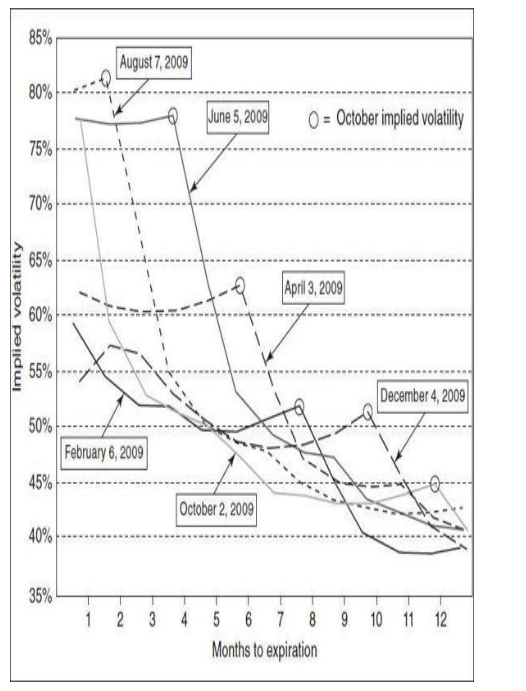 85%
August 7, 2009
80%
June 5, 2009
= October implied volatility
75%
70%
65%
April 3, 2009
60%
55%
December 4, 2009
50%
February 6, 2009
45%
October 2, 2009
40%
35%
Implied volatility
1 2 3 4 5 6 7 8 9 10 11 12
Months to expiration